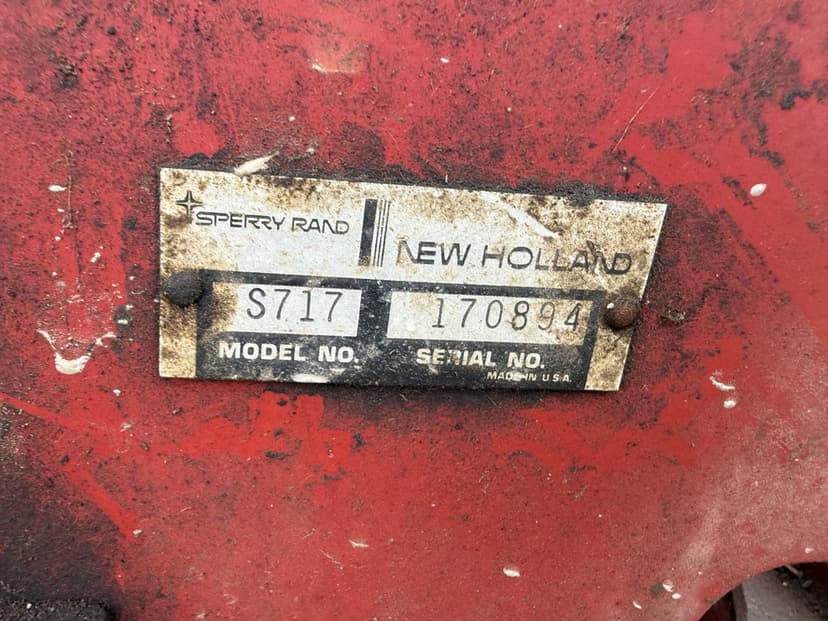 SPERRY RAND
NEW HOLLAND
S717 170894
MODEL NO. SERIAL NO.
MADE IN U.S.A.